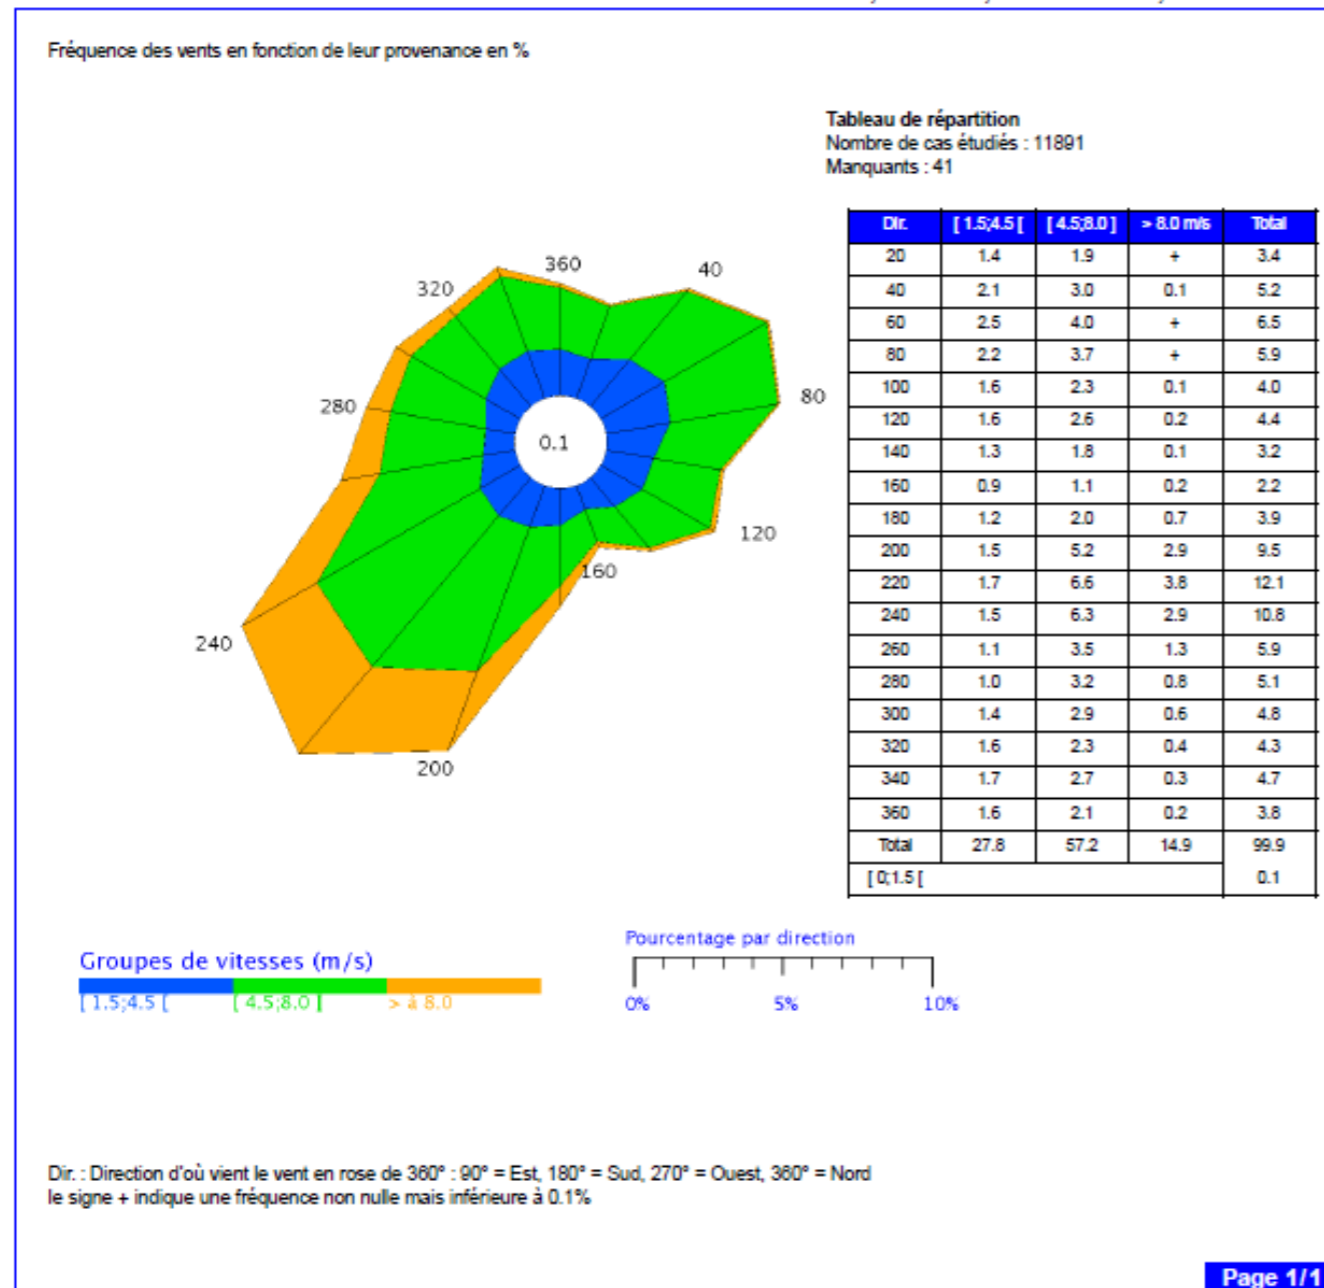 Fréquence des vents en fonction de leur provenance en %
Tableau de répartition
Nombre de cas étudiés : 11891
Manquants : 41
Dir. [ 1.5;4.5 [ [ 4.5;8.0 ] > 8.0 m/s Total
20 1.4 1.9 + 3.4
40 2.1 3.0 0.1 5.2
60 2.5 4.0 + 6.5
80 2.2 3.7 + 5.9
100 1.6 2.3 0.1 4.0
120 1.6 2.6 0.2 4.4
140 1.3 1.8 0.1 3.2
160 0.9 1.1 0.2 2.2
180 1.2 2.0 0.7 3.9
200 1.5 5.2 2.9 9.5
220 1.7 6.6 3.8 12.1
240 1.5 6.3 2.9 10.8
260 1.1 3.5 1.3 5.9
280 1.0 3.2 0.8 5.1
300 1.4 2.9 0.6 4.8
320 1.6 2.3 0.4 4.3
340 1.7 2.7 0.3 4.7
360 1.6 2.1 0.2 3.8
Total 27.8 57.2 14.9 99.9
[ 0;1.5 [ 0.1
360
40
320
80
280
0.1
120
160
240
200
Groupes de vitesses (m/s)
[ 1.5;4.5 [ [ 4.5;8.0 [ > à 8.0
Pourcentage par direction
0% 5% 10%
Dir. : Direction d'où vient le vent en rose de 360° : 90° = Est, 180° = Sud, 270° = Ouest, 360° = Nord
le signe + indique une fréquence non nulle mais inférieure à 0.1%
Page 1/1